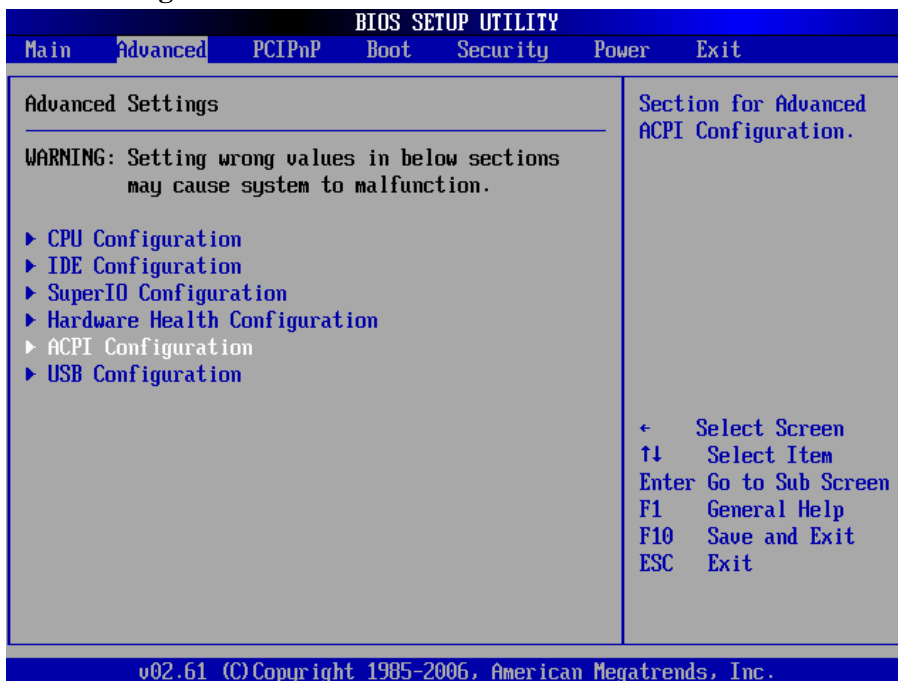 BIOS SETUP UTILITY
Main Advanced PCIPnP Boot Security Power Exit
Advanced Settings
WARNING: Setting wrong values in below sections
may cause system to malfunction.
▶ CPU Configuration
▶ IDE Configuration
▶ SuperIO Configuration
▶ Hardware Health Configuration
▶ ACPI Configuration
▶ USB Configuration
Section for Advanced
ACPI Configuration.
← Select Screen
↑↓ Select Item
Enter Go to Sub Screen
F1 General Help
F10 Save and Exit
ESC Exit
v02.61 (C)Copyright 1985-2006, American Megatrends, Inc.